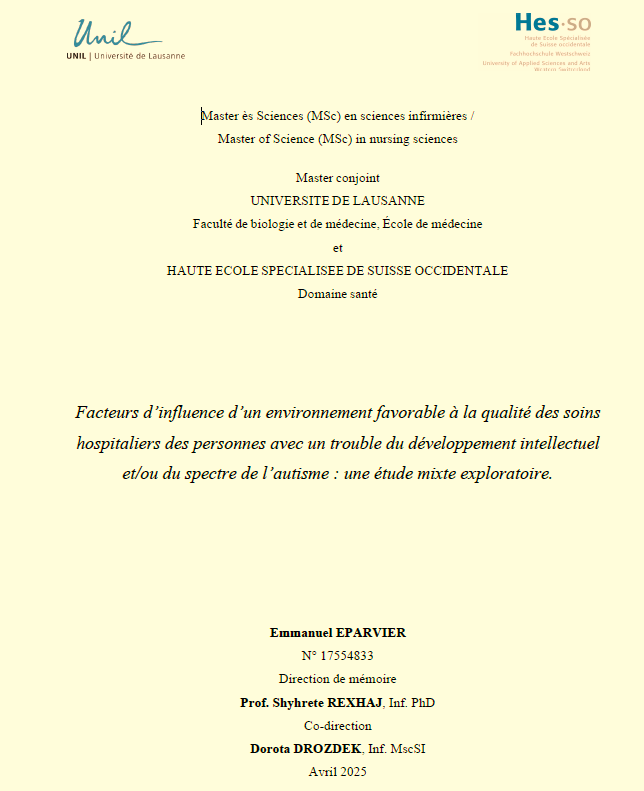 Unil
UNIL | Université de Lausanne
Hes·so
Haute Ecole Spécialisée
de Suisse occidentale
Fachhochschule Westschweiz
University of Applied Sciences and Arts
Western Switzerland
Master ès Sciences (MSc) en sciences infirmières /
Master of Science (MSc) in nursing sciences
Master conjoint
UNIVERSITE DE LAUSANNE
Faculté de biologie et de médecine, École de médecine
et
HAUTE ECOLE SPECIALISEE DE SUISSE OCCIDENTALE
Domaine santé
Facteurs d’influence d’un environnement favorable à la qualité des soins
hospitaliers des personnes avec un trouble du développement intellectuel
et/ou du spectre de l’autisme : une étude mixte exploratoire.
Emmanuel EPARVIER
N° 17554833
Direction de mémoire
Prof. Shyhrete REXHAJ, Inf. PhD
Co-direction
Dorota DROZDEK, Inf. MscSI
Avril 2025